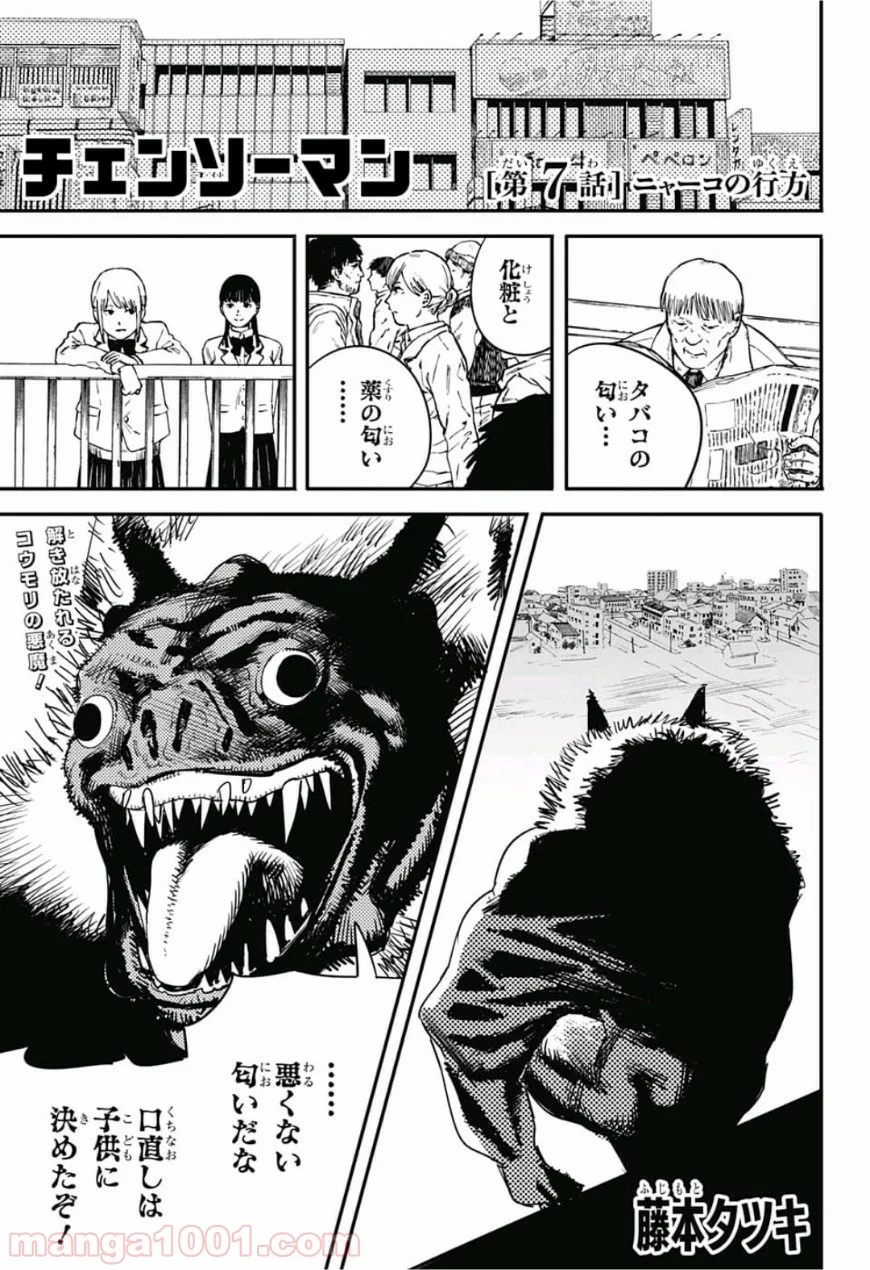 チェンソーマン
[第7話] ニャーコの行方
ペペロン
タバコの
匂い…
化粧と
薬の匂い
……
解き放たれる
コウモリの悪魔！
……
悪くない
匂いだな
口直しは
子供に
決めたぞ！
藤本タツキ
manga1001.com